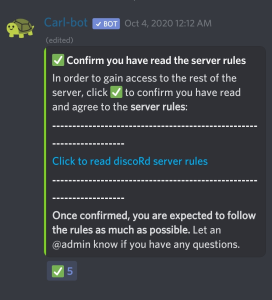 Carl-bot ✓ BOT Oct 4, 2020 12:12 AM
(edited)
✅ Confirm you have read the server rules
In order to gain access to the rest of the
server, click ✅ to confirm you have read
and agree to the server rules:
--------------------------------------------------
------------------
Click to read discoRd server rules
--------------------------------------------------
------------------
Once confirmed, you are expected to follow
the rules as much as possible. Let an
@admin know if you have any questions.
✅ 5